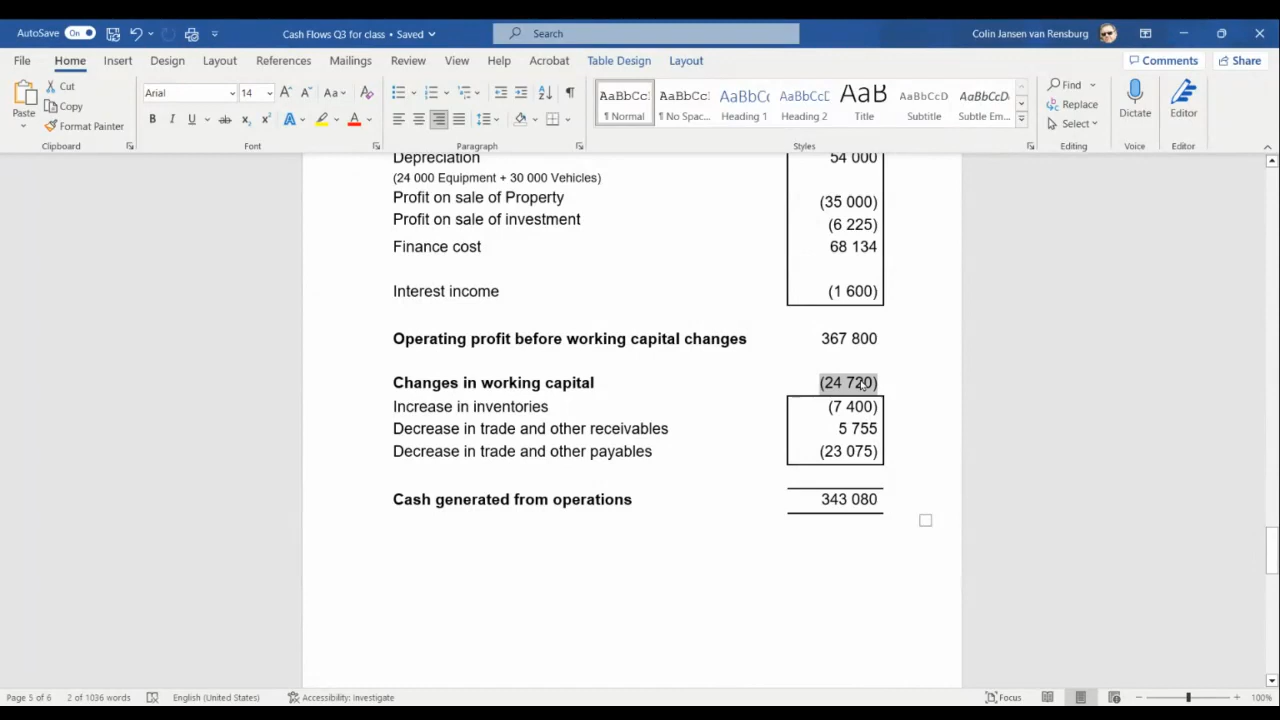 AutoSave On Cash Flows Q3 for class • Saved Search Colin Jansen van Rensburg
File Home Insert Design Layout References Mailings Review View Help Acrobat Table Design Layout Comments Share
Paste Cut Copy Format Painter
Clipboard
Arial 14
Font
Paragraph
AaBbCc AaBbCc AaBbCc AaBbCcD AaB AaBbCcD AaBbCcD
¶ Normal ¶ No Spac... Heading 1 Heading 2 Title Subtitle Subtle Em...
Styles
Find Replace Select
Editing
Dictate
Voice
Editor
Editor
Depreciation 54 000
(24 000 Equipment + 30 000 Vehicles)
Profit on sale of Property (35 000)
Profit on sale of investment (6 225)
Finance cost 68 134
Interest income (1 600)
Operating profit before working capital changes 367 800
Changes in working capital (24 720)
Increase in inventories (7 400)
Decrease in trade and other receivables 5 755
Decrease in trade and other payables (23 075)
Cash generated from operations 343 080
Page 5 of 6 2 of 1036 words English (United States) Accessibility: Investigate Focus 100%